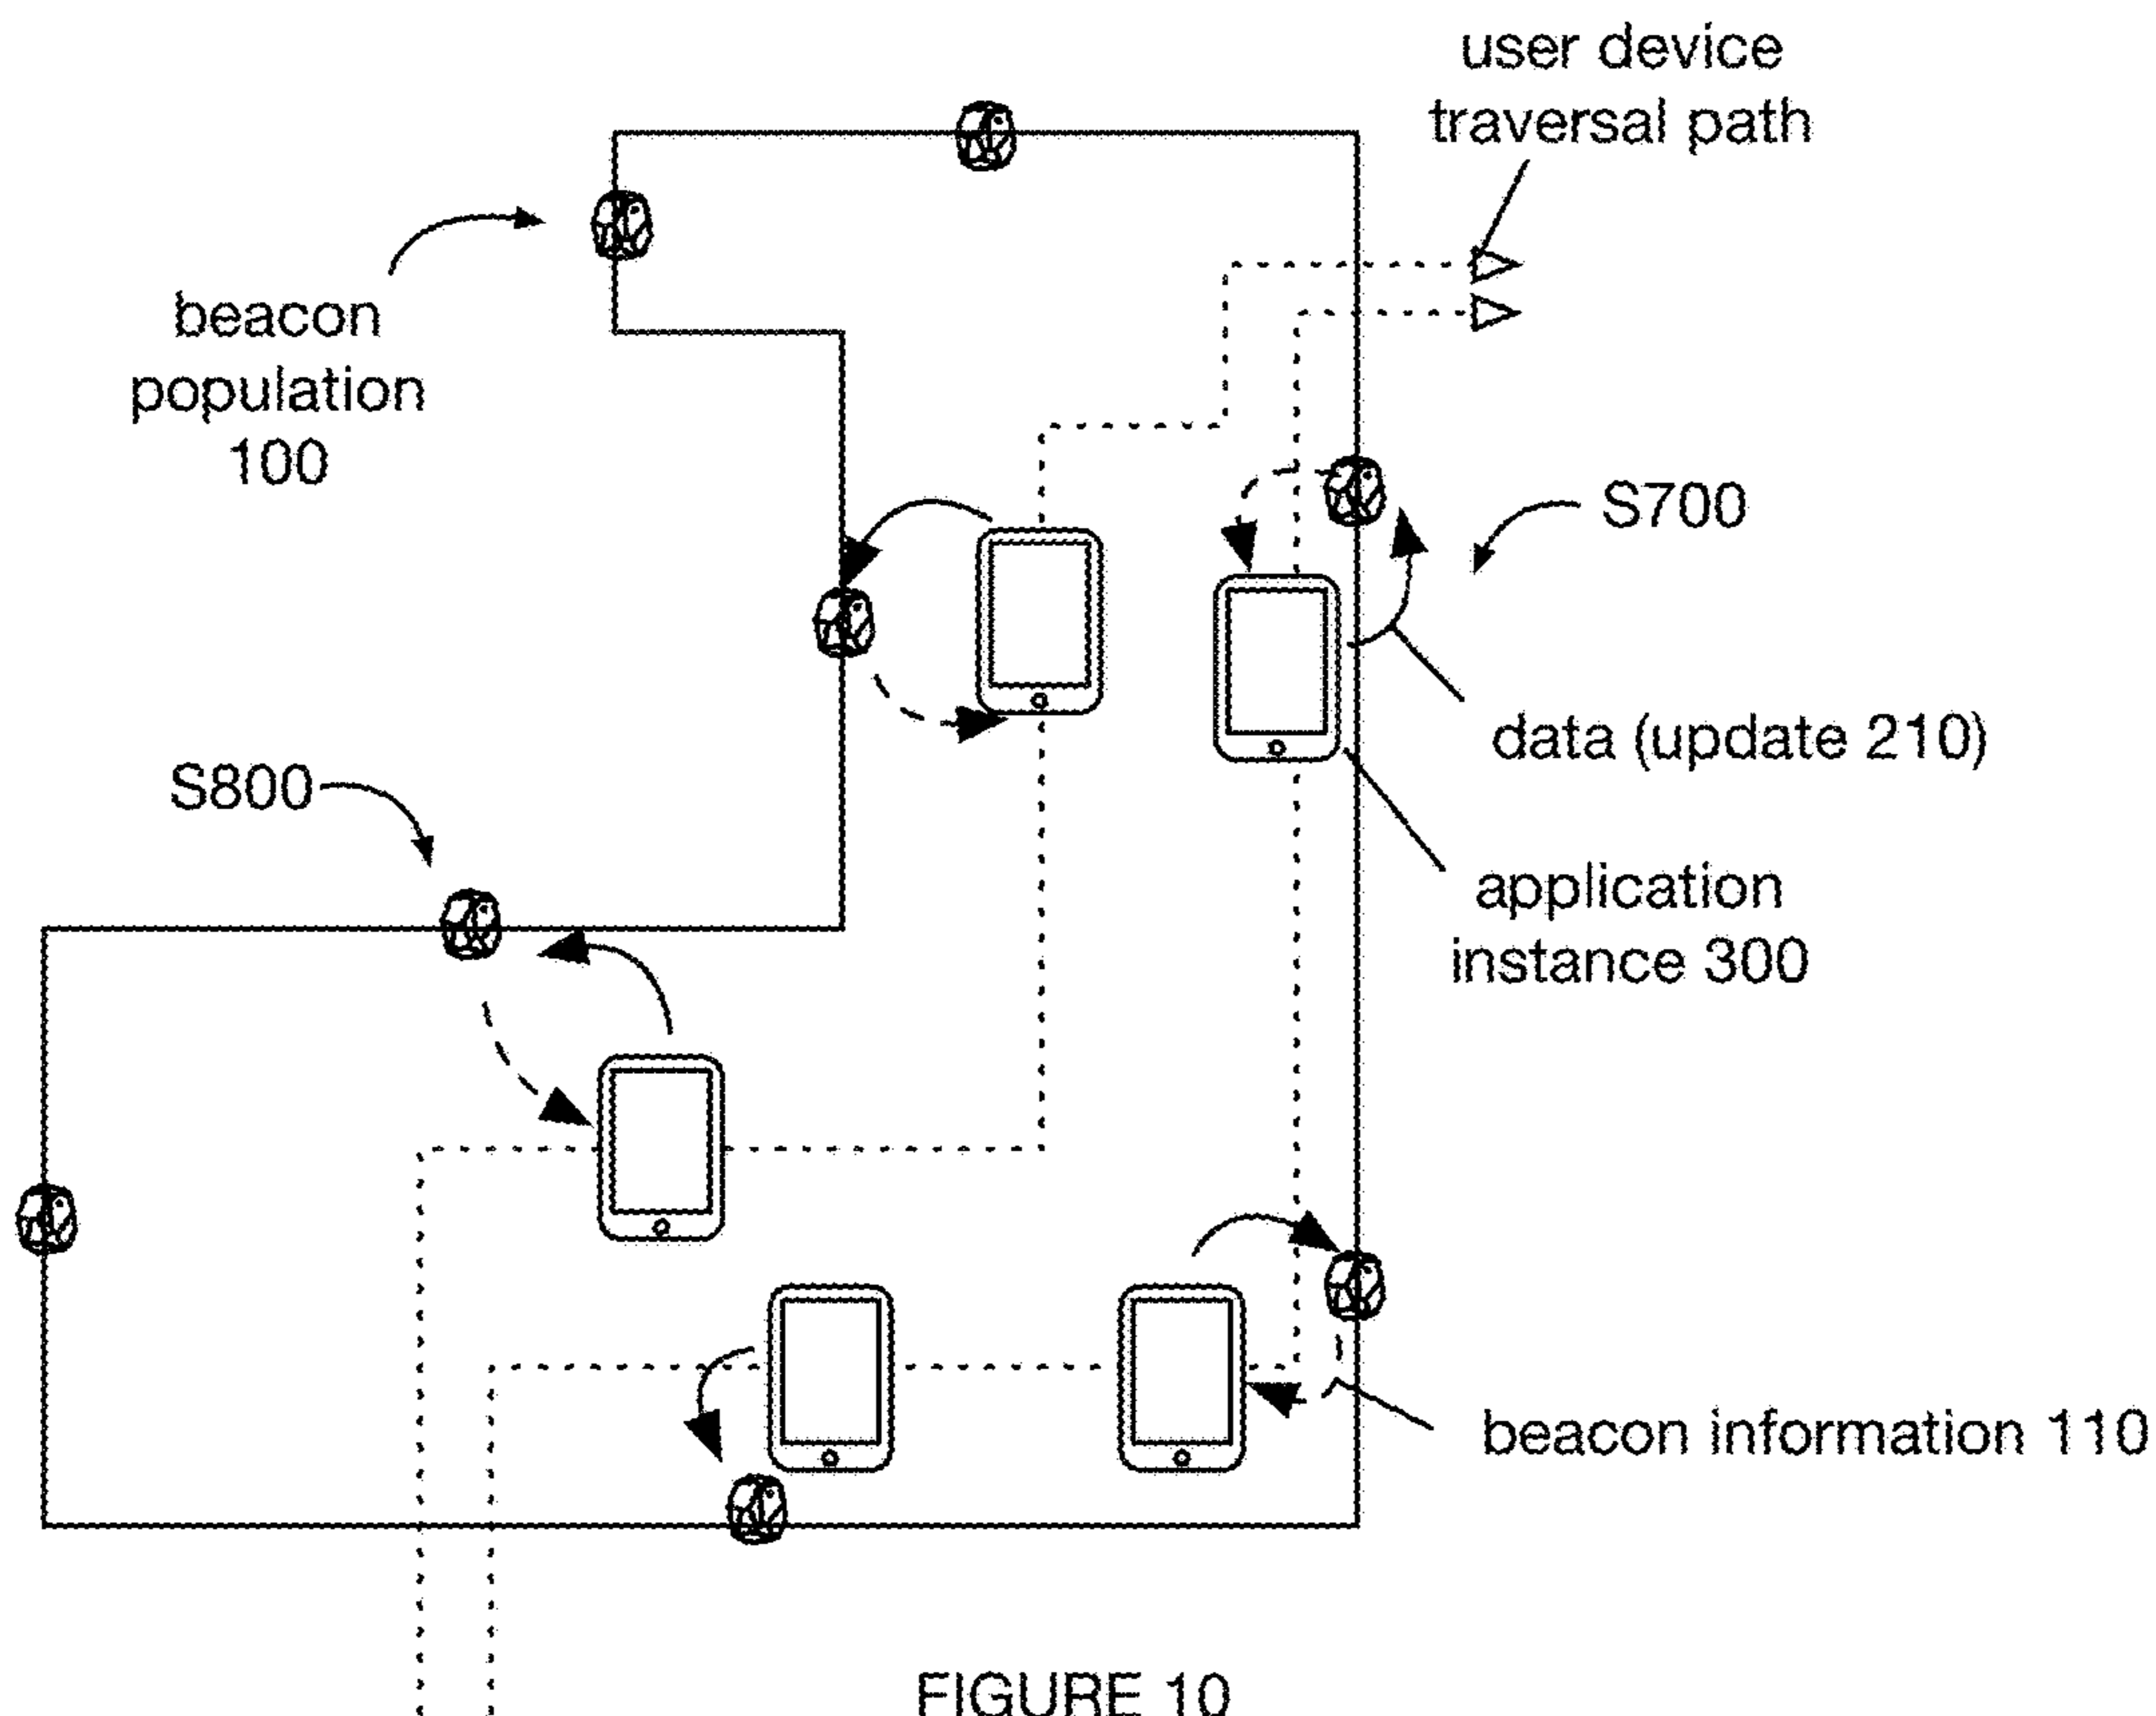 user device
traversal path
beacon
population
100
S700
data (update 210)
S800
application
instance 300
beacon information 110
FIGURE 10